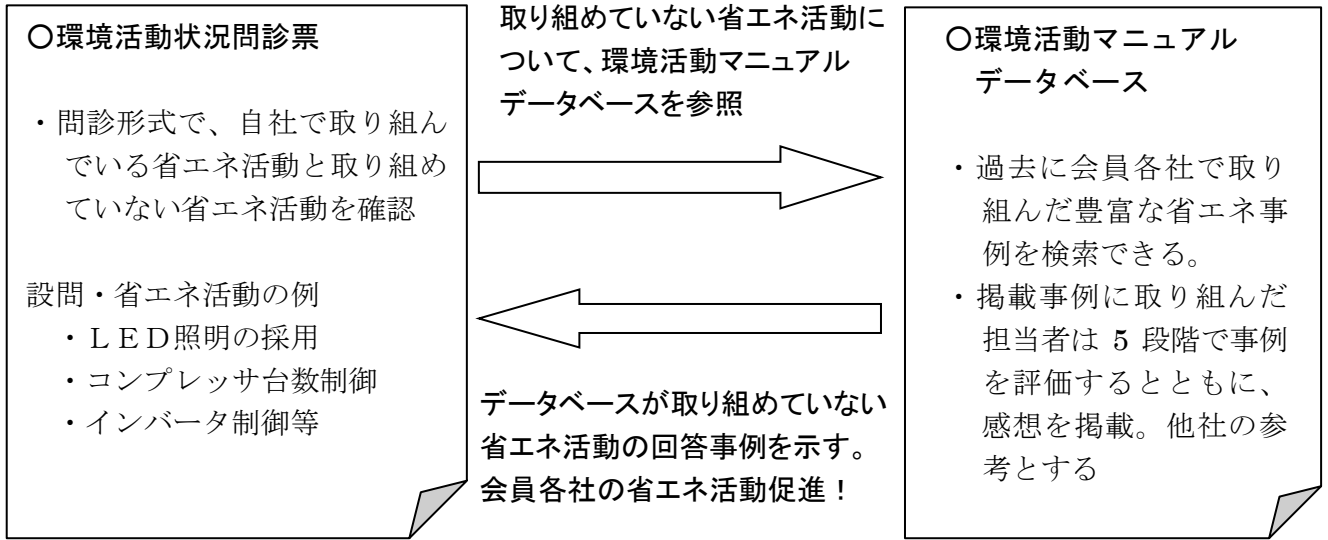 〇環境活動状況問診票
・問診形式で、自社で取り組ん
でいる省エネ活動と取り組め
ていない省エネ活動を確認
設問・省エネ活動の例
・ＬＥＤ照明の採用
・コンプレッサ台数制御
・インバータ制御等
取り組めていない省エネ活動に
ついて、環境活動マニュアル
データベースを参照
データベースが取り組めていない
省エネ活動の回答事例を示す。
会員各社の省エネ活動促進！
〇環境活動マニュアル
データベース
・過去に会員各社で取り
組んだ豊富な省エネ事
例を検索できる。
・掲載事例に取り組んだ
担当者は 5 段階で事例
を評価するとともに、
感想を掲載。他社の参
考とする